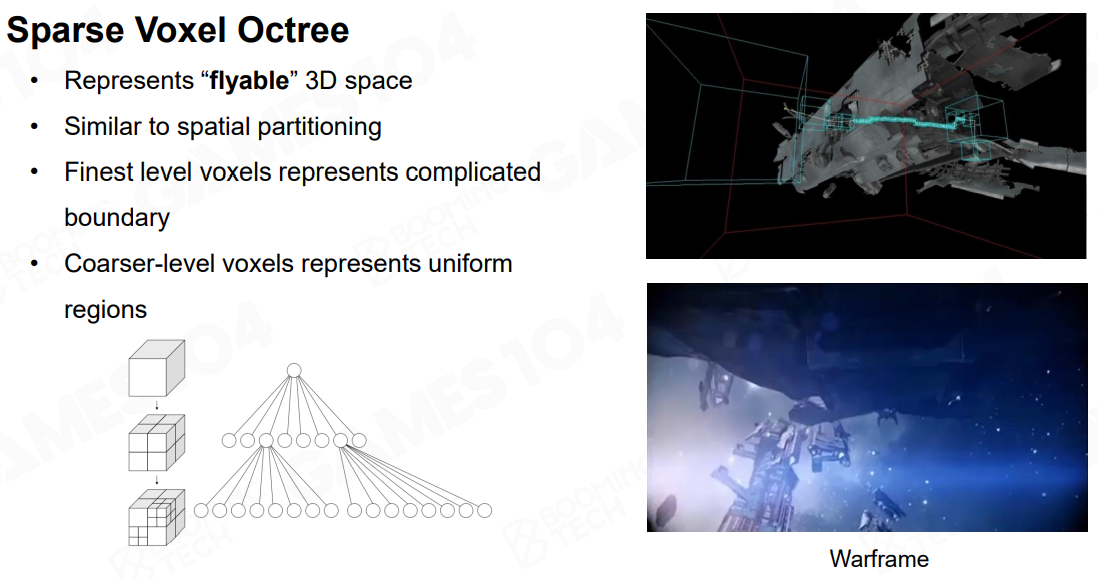 Sparse Voxel Octree
• Represents “flyable” 3D space
• Similar to spatial partitioning
• Finest level voxels represents complicated
boundary
• Coarser-level voxels represents uniform
regions
Warframe
GAMES104
BOOMING
TECH